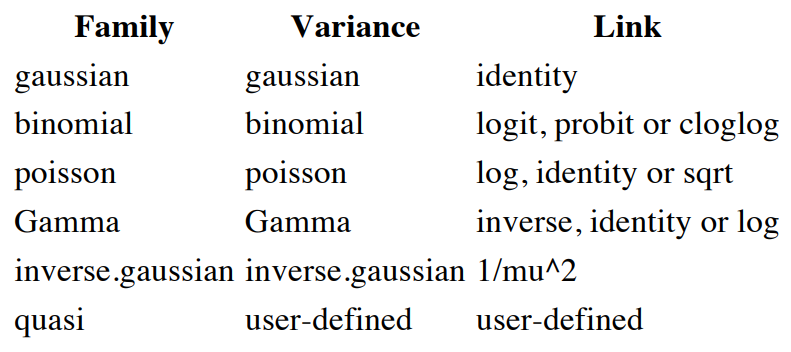 Family Variance Link
gaussian gaussian identity
binomial binomial logit, probit or cloglog
poisson poisson log, identity or sqrt
Gamma Gamma inverse, identity or log
inverse.gaussian inverse.gaussian 1/mu^2
quasi user-defined user-defined